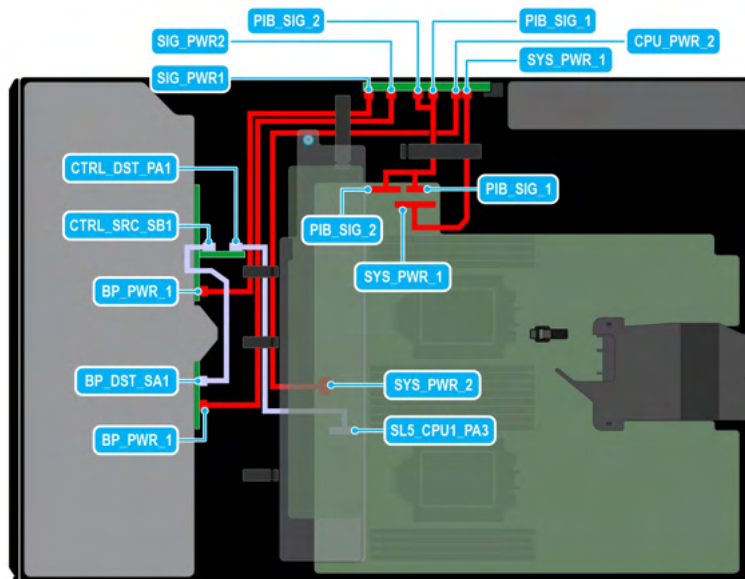 PIB_SIG_2
PIB_SIG_1
SIG_PWR2
CPU_PWR_2
SYS_PWR_1
SIG_PWR1
CTRL_DST_PA1
PIB_SIG_1
CTRL_SRC_SB1
PIB_SIG_2
SYS_PWR_1
BP_PWR_1
BP_DST_SA1
SYS_PWR_2
SL5_CPU1_PA3
BP_PWR_1